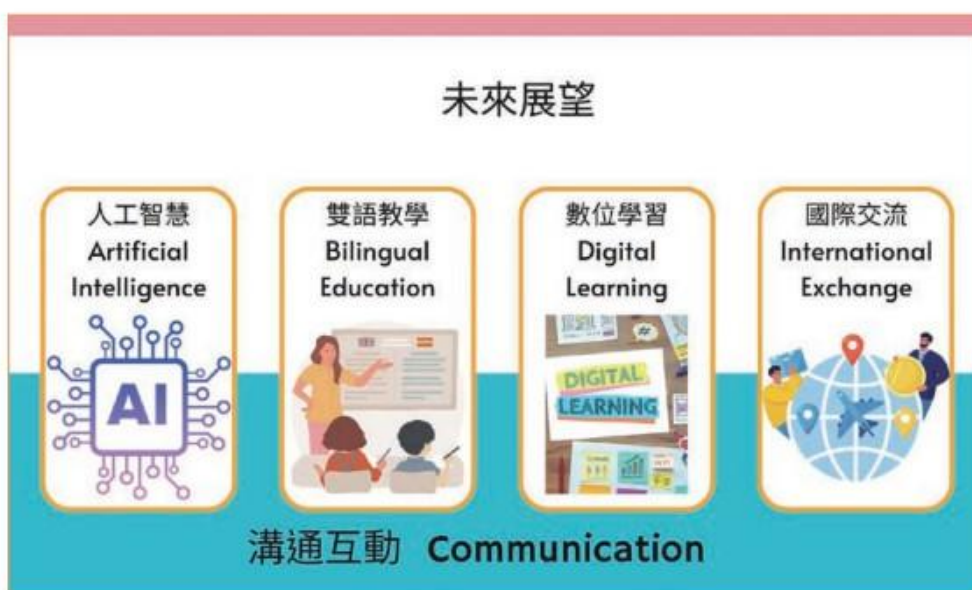 未來展望
人工智慧
Artificial
Intelligence
AI
雙語教學
Bilingual
Education
數位學習
Digital
Learning
#
DIGITAL
LEARNING
國際交流
International
Exchange
溝通互動 Communication